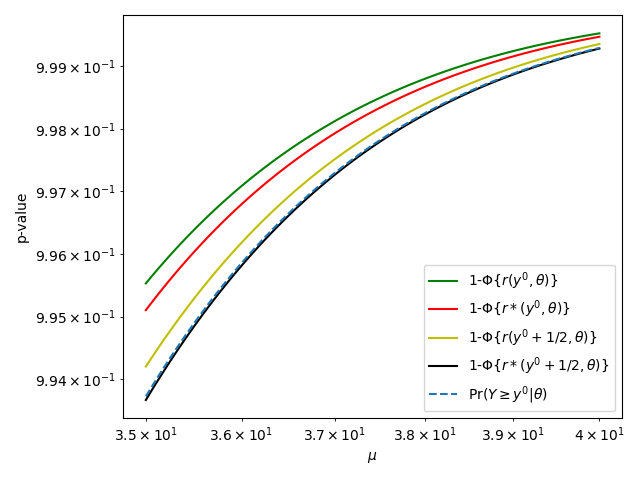 9.99 × 10⁻¹
9.98 × 10⁻¹
9.97 × 10⁻¹
9.96 × 10⁻¹
9.95 × 10⁻¹
9.94 × 10⁻¹
p-value
1-Φ{r(y⁰, θ)}
1-Φ{r*(y⁰, θ)}
1-Φ{r(y⁰ + 1/2, θ)}
1-Φ{r*(y⁰ + 1/2, θ)}
Pr(Y ≥ y⁰|θ)
3.5 × 10¹ 3.6 × 10¹ 3.7 × 10¹ 3.8 × 10¹ 3.9 × 10¹ 4 × 10¹
μ